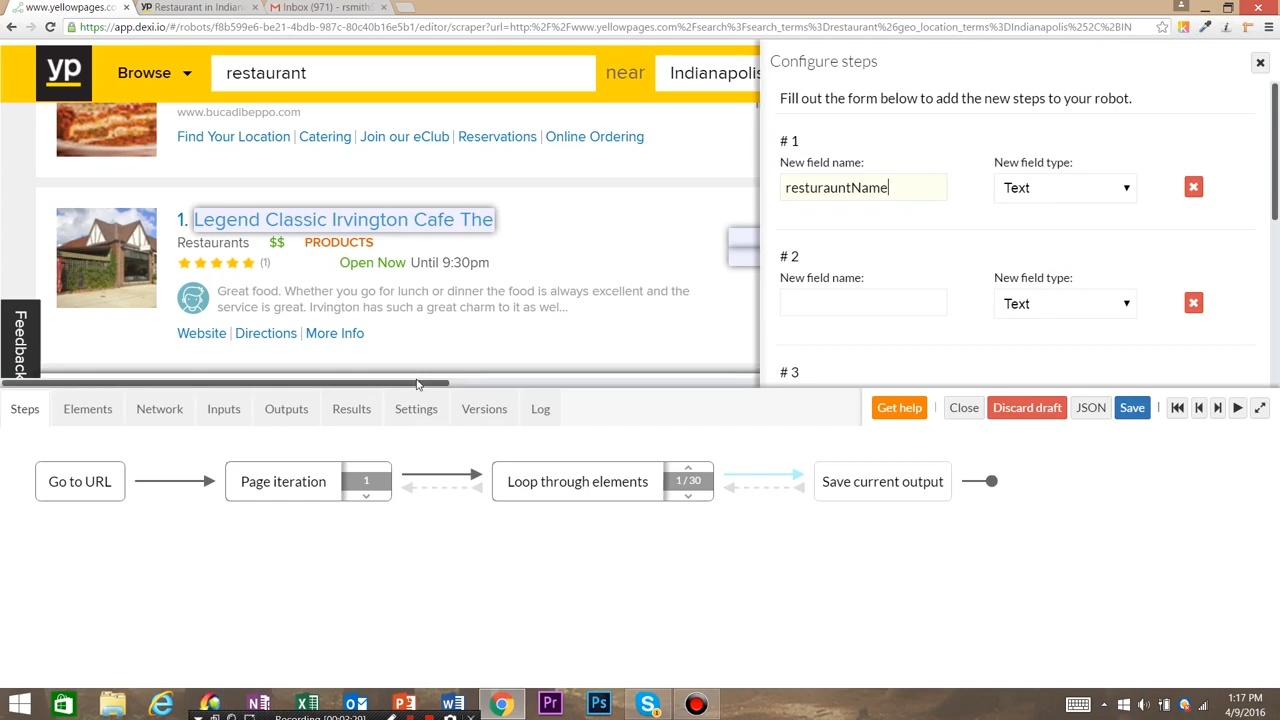 www.yellowpages.com
Restaurant in Indian
Inbox (971) - rsmith
https://app.dexi.io/#/robots/f8b599e6-be21-4bdb-987c-80c40b16e5b1/editor/scraper?url=http:%2F%2Fwww.yellowpages.com%2Fsearch%3Fsearch_terms%3Drestaurant%26geo_location_terms%3DIndianapolis%252C%2BIN
yp
Browse
restaurant
near
Indianapolis
www.bucadibeppo.com
Find Your Location | Catering | Join our eClub | Reservations | Online Ordering
1. Legend Classic Irvington Cafe The
Restaurants $$ PRODUCTS
(1) Open Now Until 9:30pm
Great food. Whether you go for lunch or dinner the food is always excellent and the
service is great. Irvington has such a great charm to it as wel...
Website | Directions | More Info
Feedback
Configure steps
Fill out the form below to add the new steps to your robot.
# 1
New field name: New field type:
resturauntName Text
# 2
New field name: New field type:
Text
# 3
Steps Elements Network Inputs Outputs Results Settings Versions Log
Get help Close Discard draft JSON Save
Go to URL Page iteration 1 Loop through elements 1 / 30 Save current output
Recording [00:03:29]
1:17 PM
4/9/2016